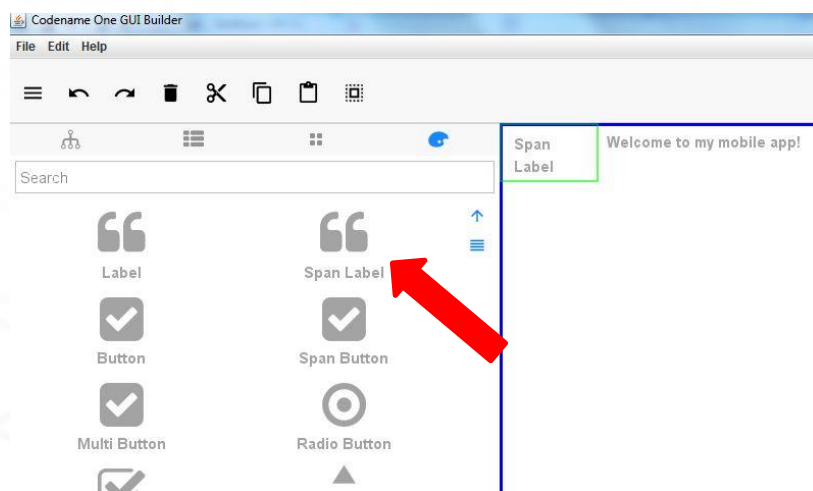 Codename One GUI Builder
File Edit Help
Search
Label Span Label
Button Span Button
Multi Button Radio Button
Span
Label
Welcome to my mobile app!